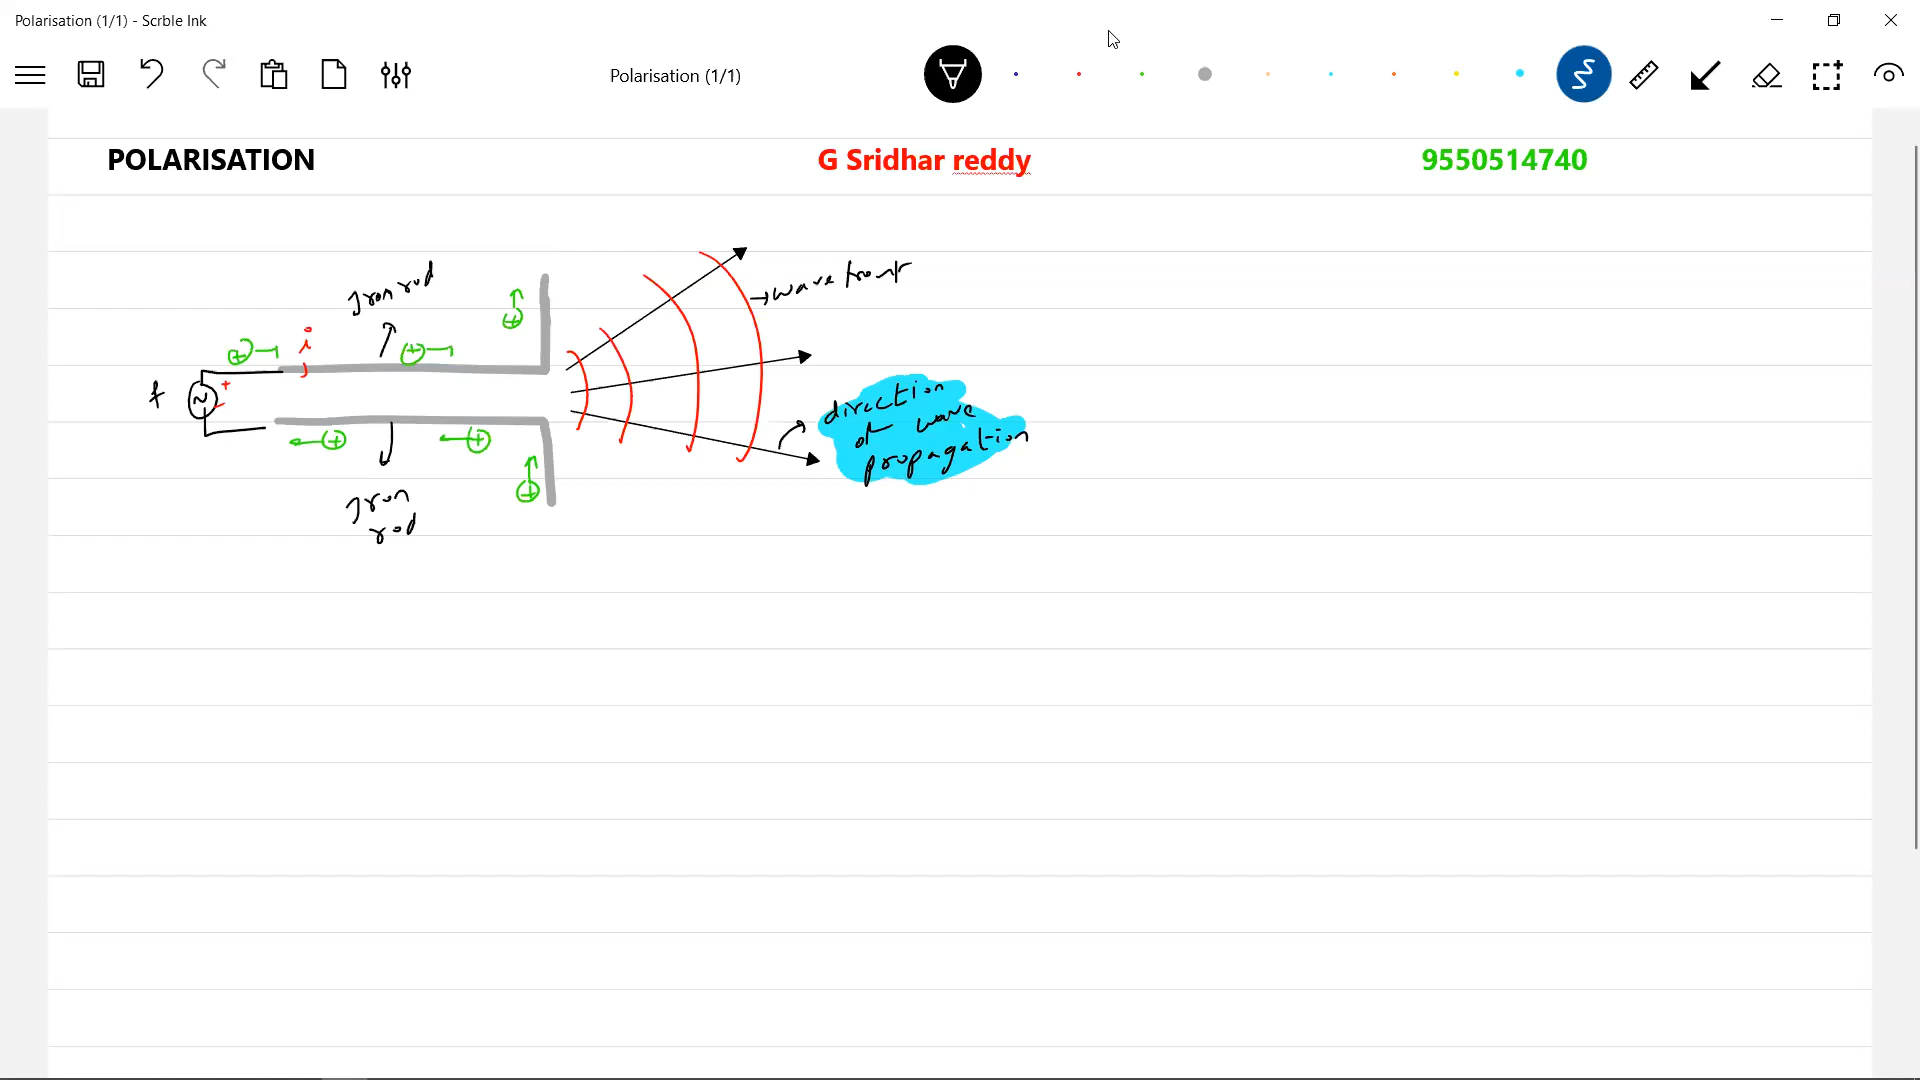 Polarisation (1/1) - Scrble Ink
Polarisation (1/1)
POLARISATION G Sridhar reddy 9550514740
Iron rod
→ wave front
i
+
f
~
-
direction
of wave
propagation
Iron
rod